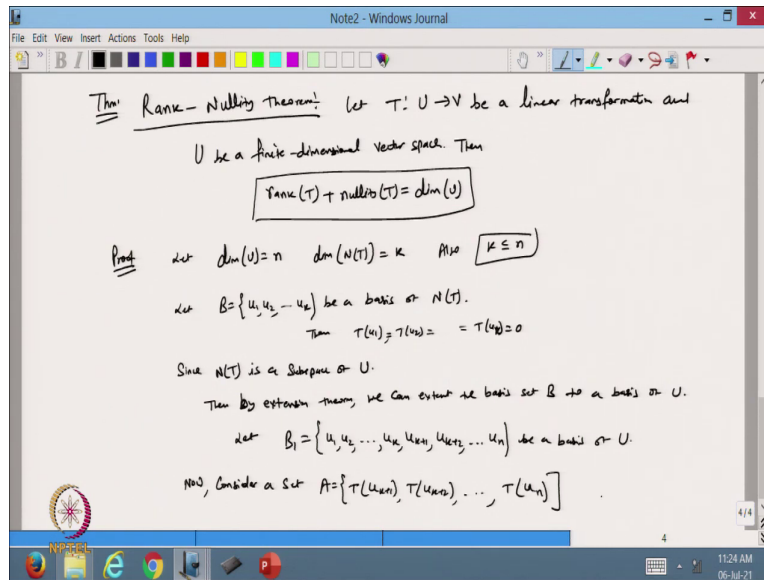 Note2 - Windows Journal
File Edit View Insert Actions Tools Help
B I
Thm: Rank-Nullity Theorem: Let T: U → V be a linear transformatn and
U be a finite-dimensional vector space. Then
rank(T) + nullity(T) = dim(U)
Proof Let dim(U) = n dim(N(T)) = k Also k ≤ n
Let B = {u1, u2, ... uk} be a basis of N(T).
Then T(u1) = T(u2) = = T(uk) = 0
Since N(T) is a Subspace of U.
Then by extension theorem, we can extent the basis set B to a basis of U.
Let B1 = {u1, u2, ..., uk, uk+1, uk+2, ... un} be a basis of U.
Now, Consider a Set A = {T(uk+1), T(uk+2), ..., T(un)}
4/4
NPTEL
4
11:24 AM
06-Jul-21